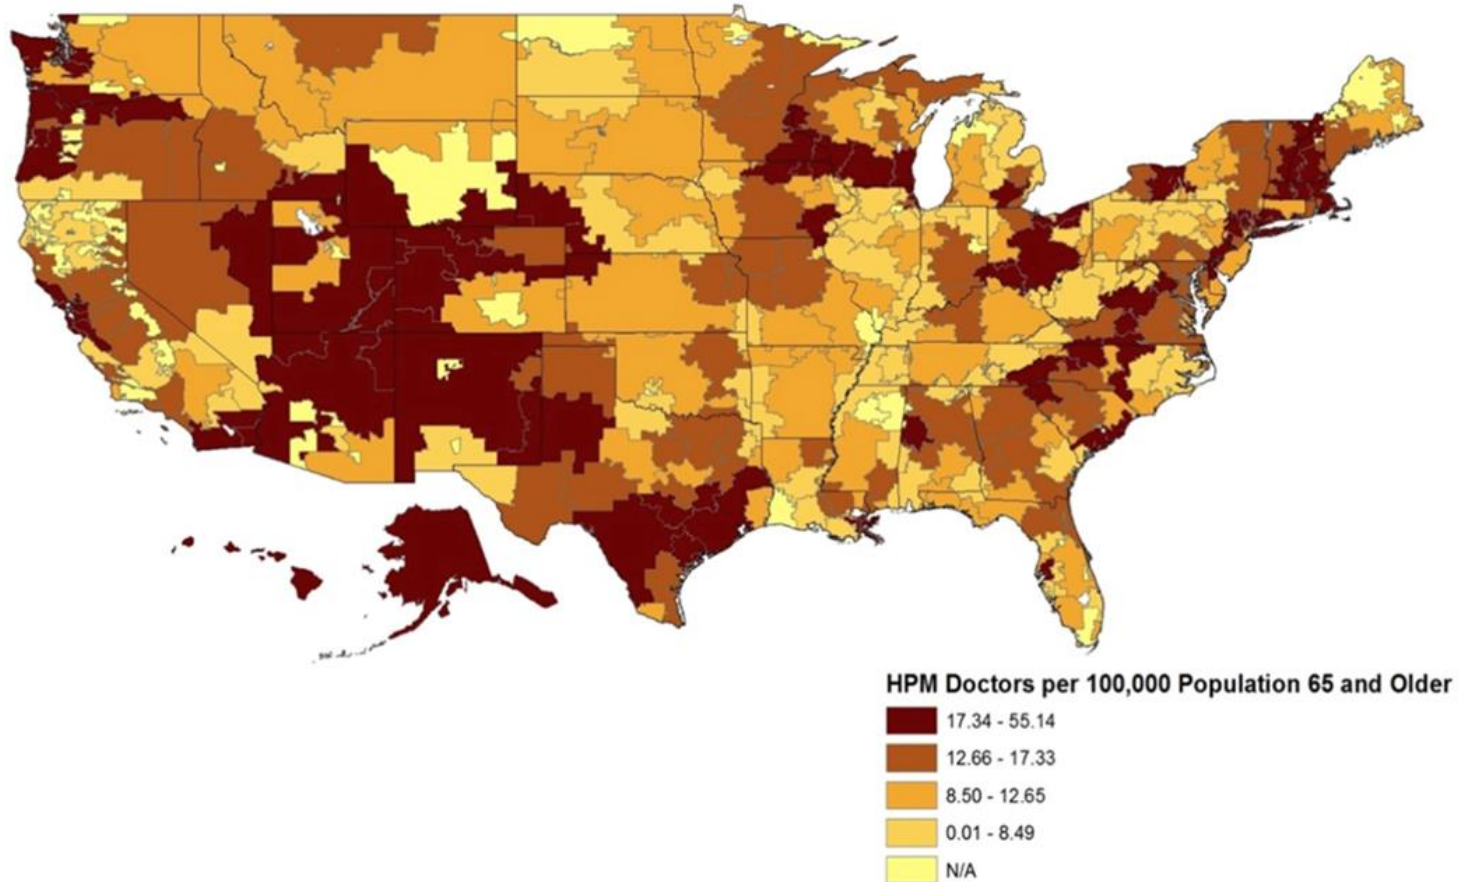 HPM Doctors per 100,000 Population 65 and Older
17.34 - 55.14
12.66 - 17.33
8.50 - 12.65
0.01 - 8.49
N/A